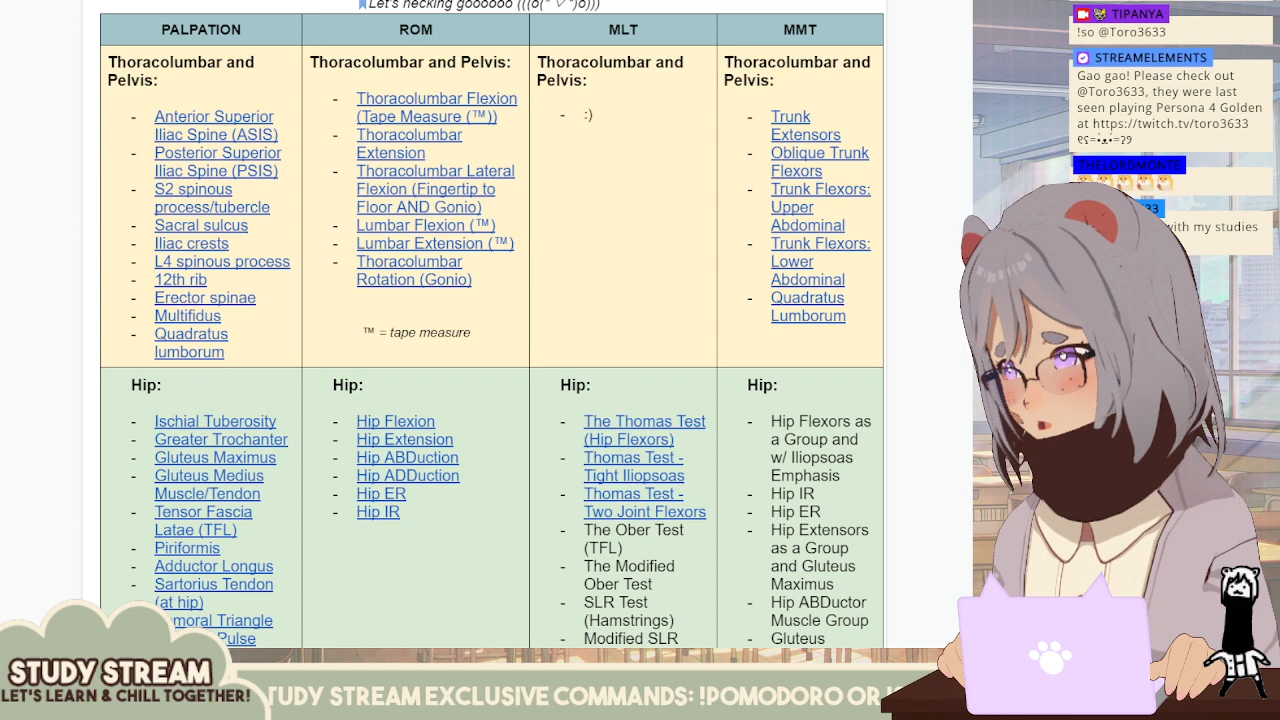 Let's necking goooooo (((o(*ﾟ▽ﾟ*)o)))
PALPATION
ROM
MLT
MMT
Thoracolumbar and
Pelvis:
- Anterior Superior
Iliac Spine (ASIS)
- Posterior Superior
Iliac Spine (PSIS)
- S2 spinous
process/tubercle
- Sacral sulcus
- Iliac crests
- L4 spinous process
- 12th rib
- Erector spinae
- Multifidus
- Quadratus
lumborum
Thoracolumbar and Pelvis:
- Thoracolumbar Flexion
(Tape Measure (™))
- Thoracolumbar
Extension
- Thoracolumbar Lateral
Flexion (Fingertip to
Floor AND Gonio)
- Lumbar Flexion (™)
- Lumbar Extension (™)
- Thoracolumbar
Rotation (Gonio)
™ = tape measure
Thoracolumbar and
Pelvis:
- :)
Thoracolumbar and
Pelvis:
- Trunk
Extensors
- Oblique Trunk
Flexors
- Trunk Flexors:
Upper
Abdominal
- Trunk Flexors:
Lower
Abdominal
- Quadratus
Lumborum
Hip:
- Ischial Tuberosity
- Greater Trochanter
- Gluteus Maximus
- Gluteus Medius
Muscle/Tendon
- Tensor Fascia
Latae (TFL)
- Piriformis
- Adductor Longus
- Sartorius Tendon
(at hip)
Triangle
Pulse
Hip:
- Hip Flexion
- Hip Extension
- Hip ABDuction
- Hip ADDuction
- Hip ER
- Hip IR
Hip:
- The Thomas Test
(Hip Flexors)
- Thomas Test -
Tight Iliopsoas
- Thomas Test -
Two Joint Flexors
- The Ober Test
(TFL)
- The Modified
Ober Test
- SLR Test
(Hamstrings)
- Modified SLR
Hip:
- Hip Flexors as
a Group and
w/ Iliopsoas
Emphasis
- Hip IR
- Hip ER
- Hip Extensors
as a Group
and Gluteus
Maximus
- Hip ABDuctor
Muscle Group
- Gluteus
TIPANYA
!so @Toro3633
STREAMELEMENTS
Gao gao! Please check out
@Toro3633, they were last
seen playing Persona 4 Golden
at https://twitch.tv/toro3633
THELOROMONTE
33
with my studies
STUDY STREAM
LET'S LEARN & CHILL TOGETHER!
TUDY STREAM EXCLUSIVE COMMANDS: !POMODORO OR